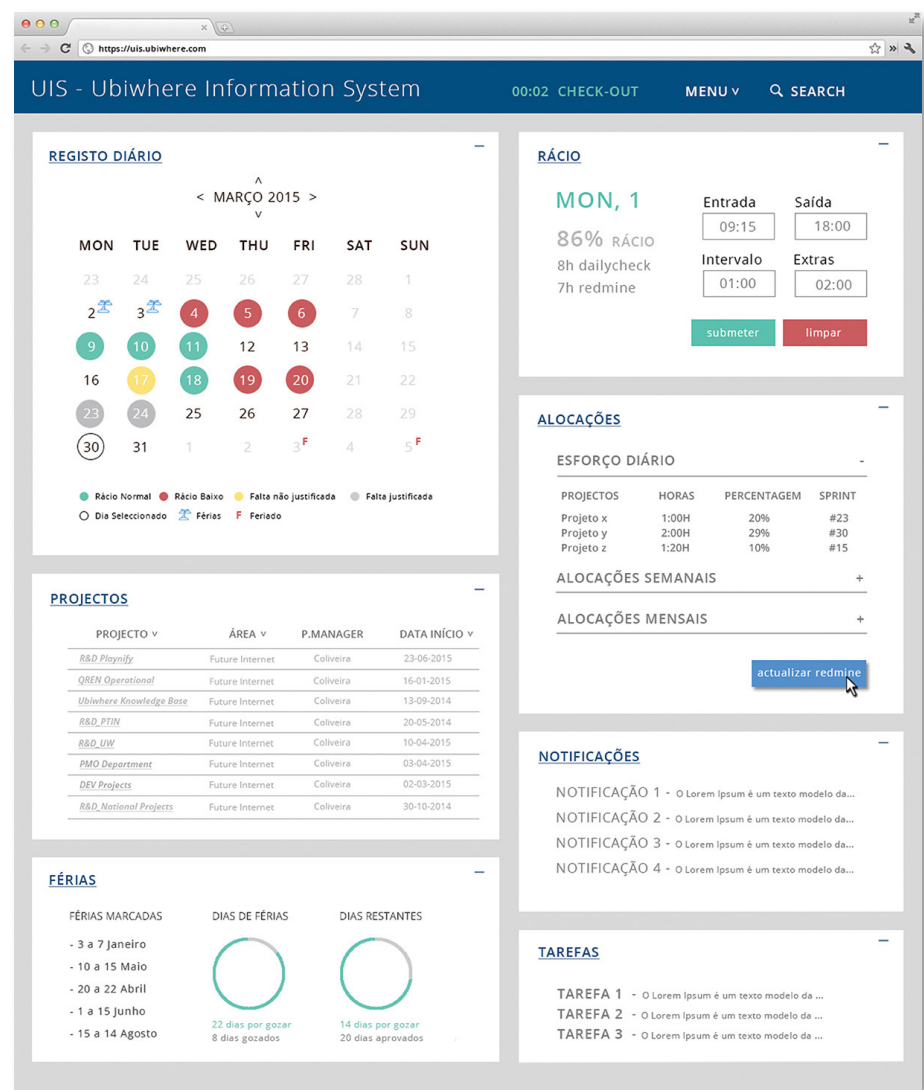 https://uis.ubiwhere.com
UIS - Ubiwhere Information System
00:02 CHECK-OUT
MENU
SEARCH
REGISTO DIÁRIO
< MARÇO 2015 >
MON TUE WED THU FRI SAT SUN
23 24 25 26 27 28 1
2 3 4 5 6 7 8
9 10 11 12 13 14 15
16 17 18 19 20 21 22
23 24 25 26 27 28 29
30 31 1 2 3 F 4 5 F
Rácio Normal Rácio Baixo Falta não justificada Falta justificada
Dia Seleccionado Férias F Feriado
PROJECTOS
PROJECTO ÁREA P.MANAGER DATA INÍCIO
R&D Playnify Future Internet Coliveira 23-06-2015
QREN Operational Future Internet Coliveira 16-01-2015
Ubiwhere Knowledge Base Future Internet Coliveira 13-09-2014
R&D_PTIN Future Internet Coliveira 20-05-2014
R&D_UW Future Internet Coliveira 10-04-2015
PMO Department Future Internet Coliveira 03-04-2015
DEV Projects Future Internet Coliveira 02-03-2015
R&D_National Projects Future Internet Coliveira 30-10-2014
FÉRIAS
FÉRIAS MARCADAS
- 3 a 7 Janeiro
- 10 a 15 Maio
- 20 a 22 Abril
- 1 a 15 Junho
- 15 a 14 Agosto
DIAS DE FÉRIAS
22 dias por gozar
8 dias gozados
DIAS RESTANTES
14 dias por gozar
20 dias aprovados
RÁCIO
MON, 1
86% RÁCIO
8h dailycheck
7h redmine
Entrada Saída
09:15 18:00
Intervalo Extras
01:00 02:00
submeter limpar
ALOCAÇÕES
ESFORÇO DIÁRIO -
PROJECTOS HORAS PERCENTAGEM SPRINT
Projeto x 1:00H 20% #23
Projeto y 2:00H 29% #30
Projeto z 1:20H 10% #15
ALOCAÇÕES SEMANAIS +
ALOCAÇÕES MENSAIS +
actualizar redmine
NOTIFICAÇÕES
NOTIFICAÇÃO 1 - O Lorem Ipsum é um texto modelo da...
NOTIFICAÇÃO 2 - O Lorem Ipsum é um texto modelo da...
NOTIFICAÇÃO 3 - O Lorem Ipsum é um texto modelo da...
NOTIFICAÇÃO 4 - O Lorem Ipsum é um texto modelo da...
TAREFAS
TAREFA 1 - O Lorem Ipsum é um texto modelo da ...
TAREFA 2 - O Lorem Ipsum é um texto modelo da ...
TAREFA 3 - O Lorem Ipsum é um texto modelo da ...